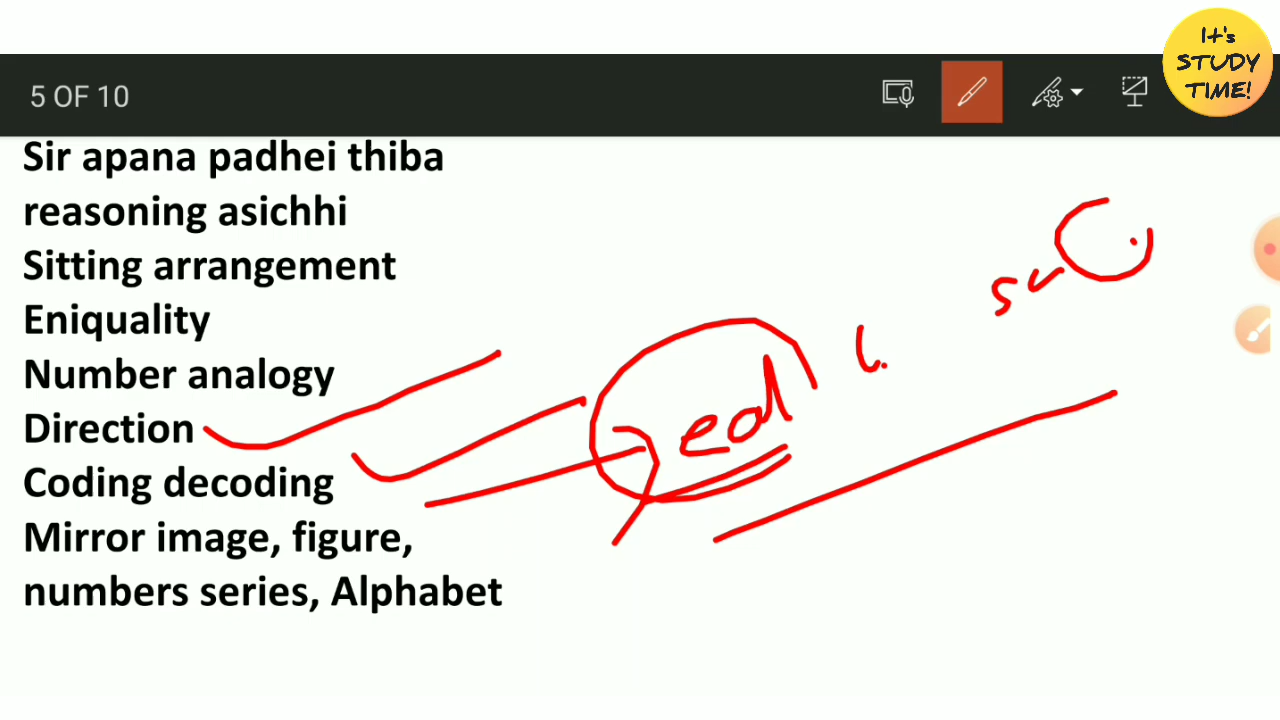 It's
STUDY
TIME!
5 OF 10
Sir apana padhei thiba
reasoning asichhi
Sitting arrangement
Eniquality
Number analogy
Direction
Coding decoding
Mirror image, figure,
numbers series, Alphabet